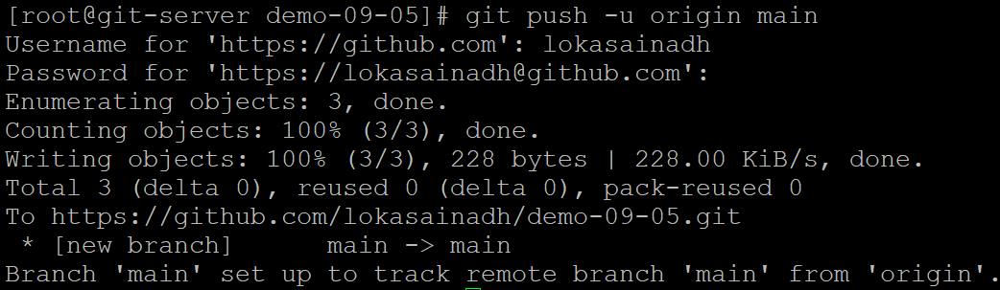 [root@git-server demo-09-05]# git push -u origin main
Username for 'https://github.com': lokasainadh
Password for 'https://lokasainadh@github.com':
Enumerating objects: 3, done.
Counting objects: 100% (3/3), done.
Writing objects: 100% (3/3), 228 bytes | 228.00 KiB/s, done.
Total 3 (delta 0), reused 0 (delta 0), pack-reused 0
To https://github.com/lokasainadh/demo-09-05.git
 * [new branch]      main -> main
Branch 'main' set up to track remote branch 'main' from 'origin'.